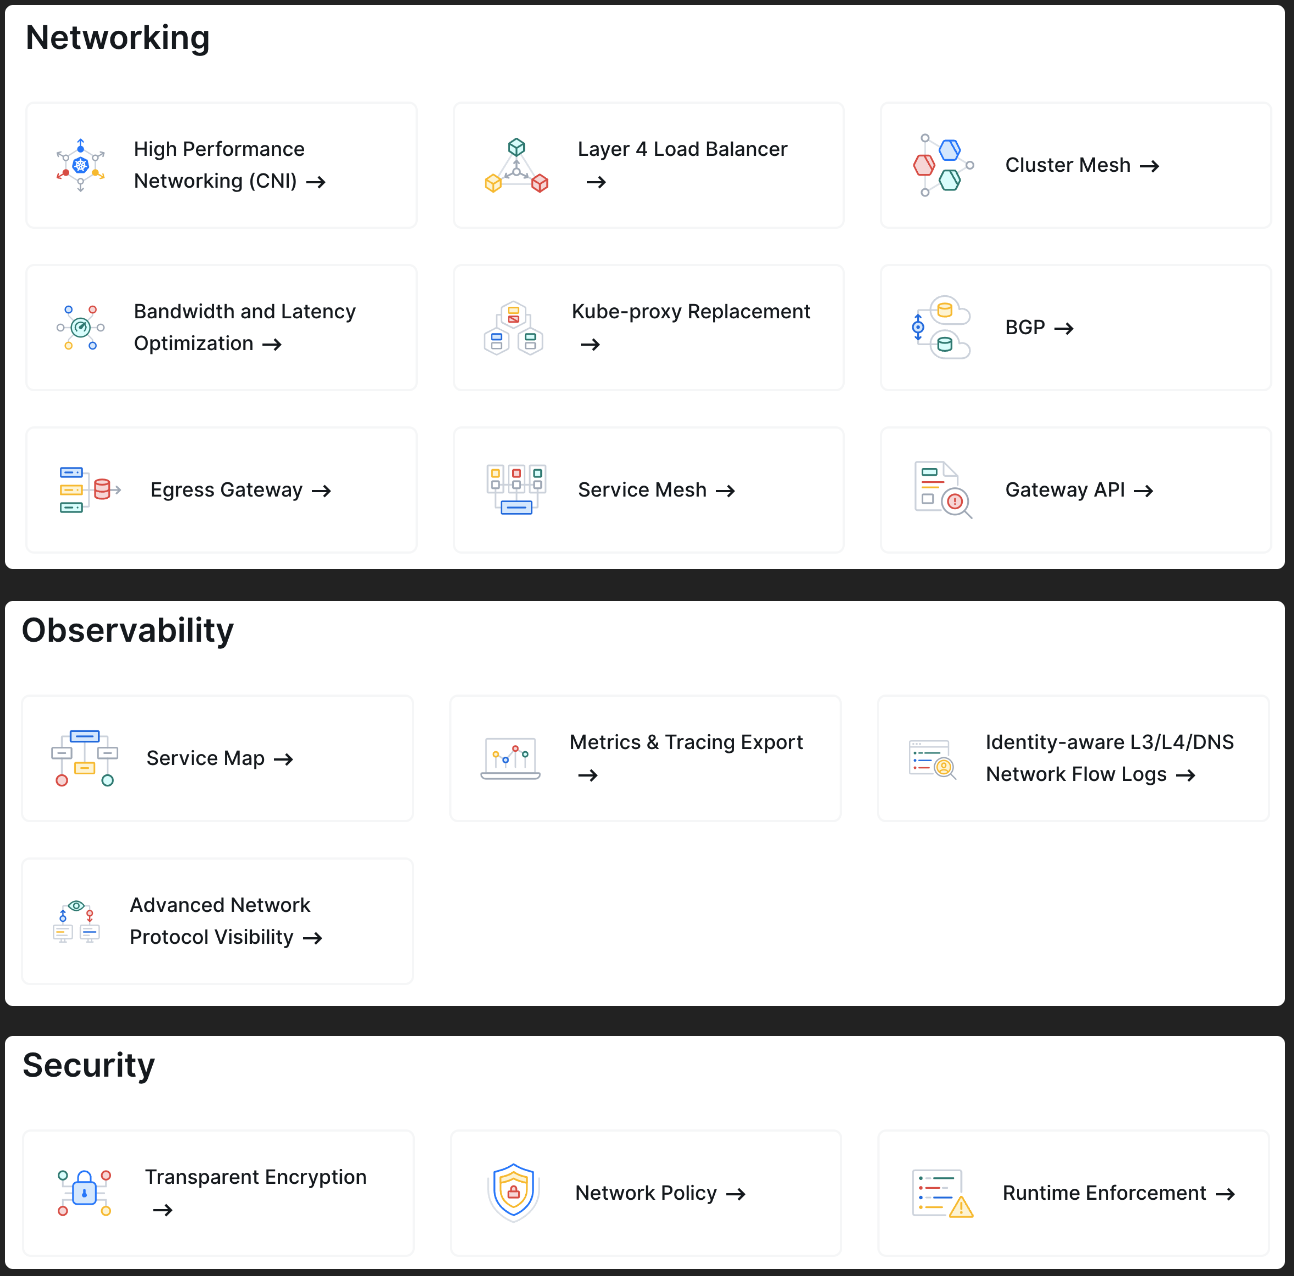 Networking
High Performance
Networking (CNI) →
Layer 4 Load Balancer
→
Cluster Mesh →
Bandwidth and Latency
Optimization →
Kube-proxy Replacement
→
BGP →
Egress Gateway →
Service Mesh →
Gateway API →
Observability
Service Map →
Metrics & Tracing Export
→
Identity-aware L3/L4/DNS
Network Flow Logs →
Advanced Network
Protocol Visibility →
Security
Transparent Encryption
→
Network Policy →
Runtime Enforcement →